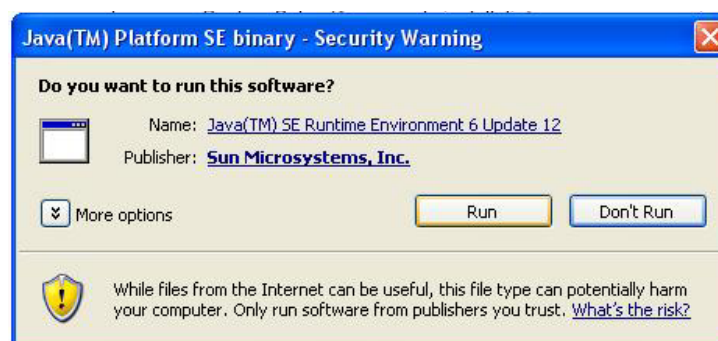 Java(TM) Platform SE binary - Security Warning
Do you want to run this software?
Name: Java(TM) SE Runtime Environment 6 Update 12
Publisher: Sun Microsystems, Inc.
More options
Run
Don't Run
While files from the Internet can be useful, this file type can potentially harm
your computer. Only run software from publishers you trust. What's the risk?